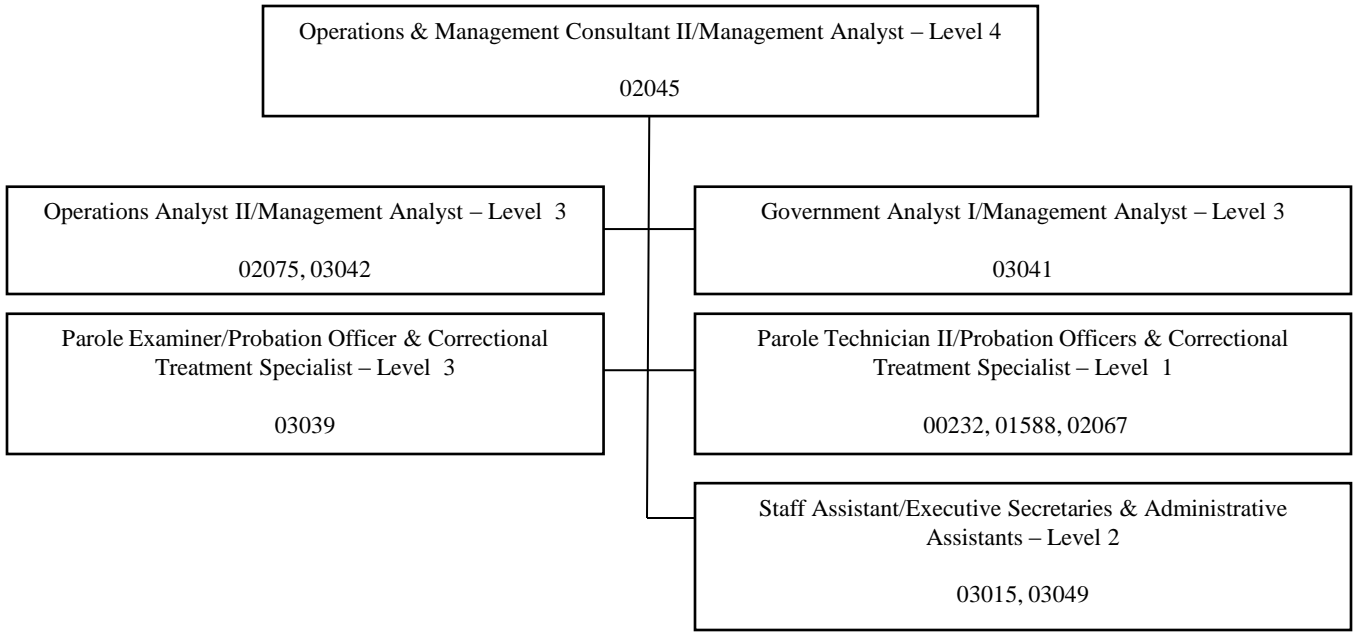 Operations & Management Consultant II/Management Analyst – Level 4
02045
Operations Analyst II/Management Analyst – Level 3
02075, 03042
Government Analyst I/Management Analyst – Level 3
03041
Parole Examiner/Probation Officer & Correctional
Treatment Specialist – Level 3
03039
Parole Technician II/Probation Officers & Correctional
Treatment Specialist – Level 1
00232, 01588, 02067
Staff Assistant/Executive Secretaries & Administrative
Assistants – Level 2
03015, 03049